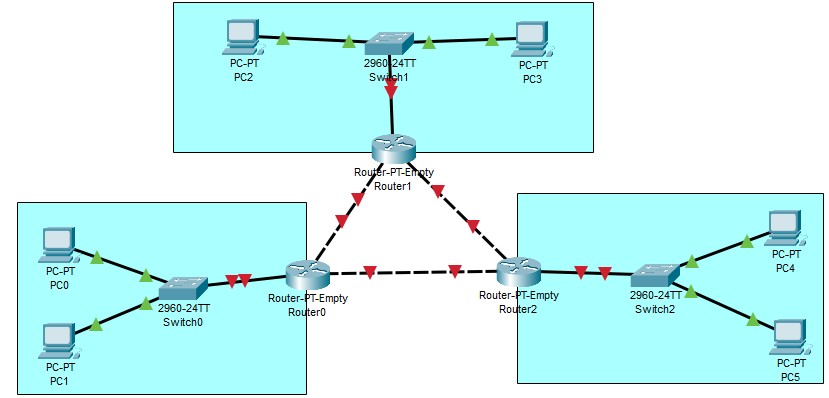 PC-PT
PC2
2960-24TT
Switch1
PC-PT
PC3
Router-PT-Empty
Router1
PC-PT
PC0
2960-24TT
Switch0
PC-PT
PC1
Router-PT-Empty
Router0
Router-PT-Empty
Router2
2960-24TT
Switch2
PC-PT
PC4
PC-PT
PC5